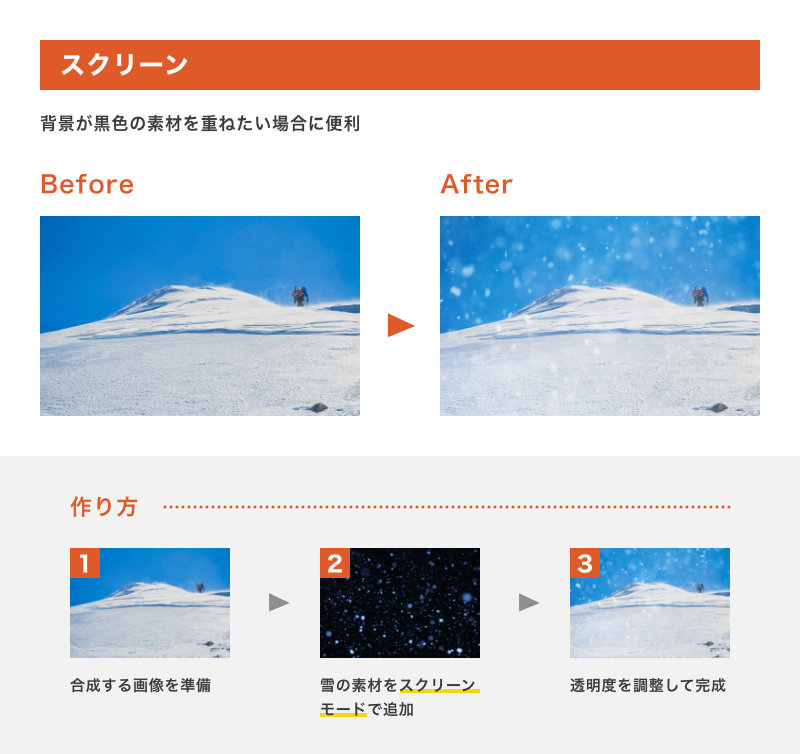 スクリーン
背景が黒色の素材を重ねたい場合に便利
Before
After
作り方
1
2
3
合成する画像を準備
雪の素材をスクリーン
モードで追加
透明度を調整して完成